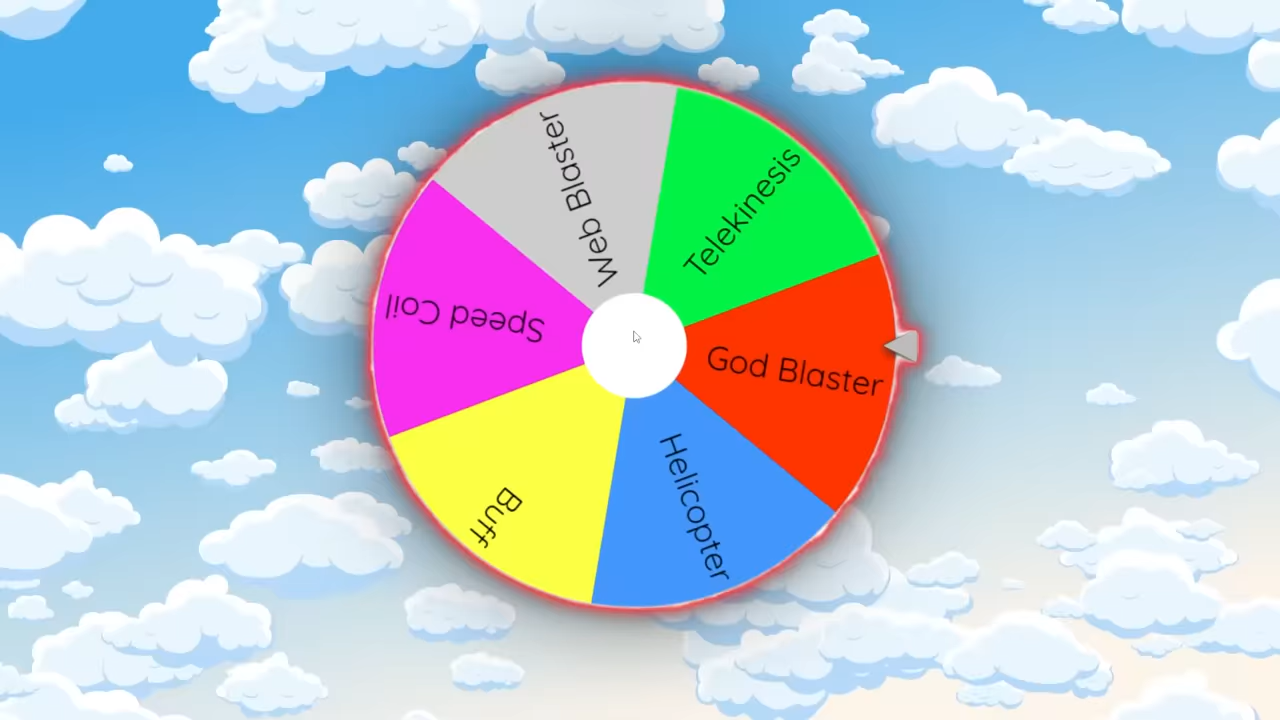 Web Blaster
Telekinesis
Speed Coil
God Blaster
Helicopter
Buff